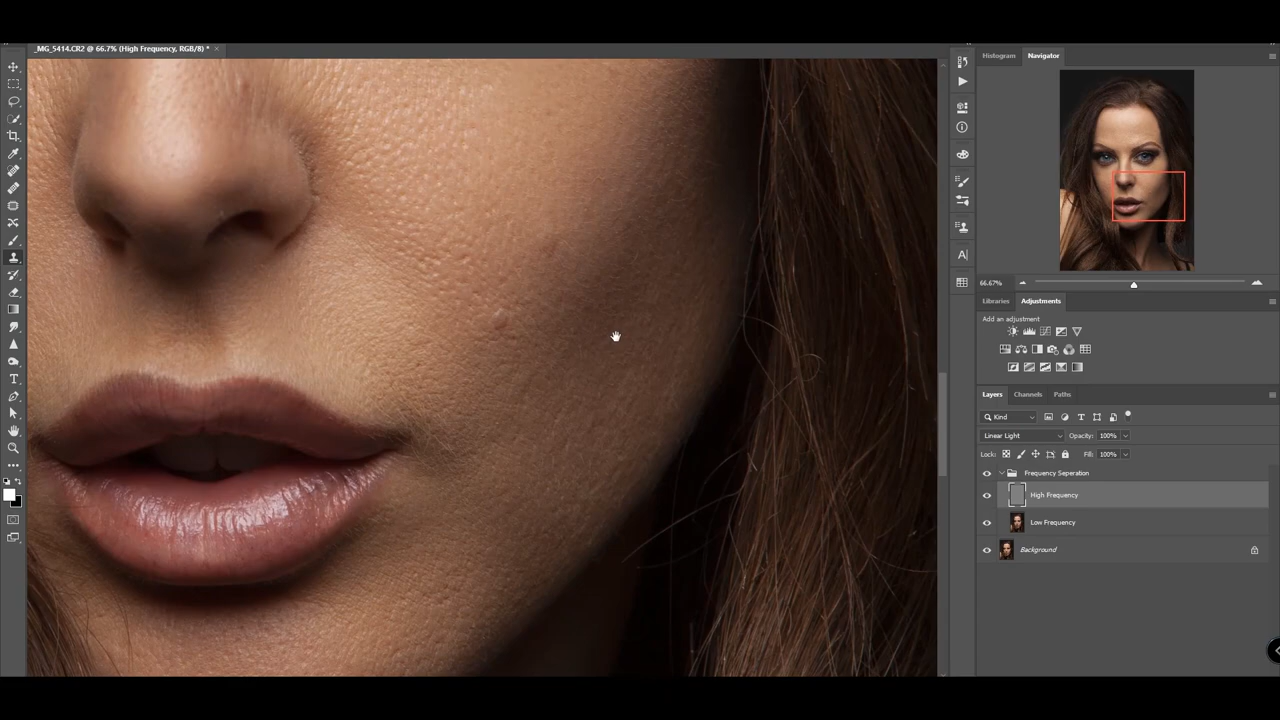 _MG_5414.CR2 @ 66.7% (High Frequency, RGB/8) *
Histogram
Navigator
66.67%
Libraries
Adjustments
Add an adjustment
Layers
Channels
Paths
Kind
Linear Light
Opacity: 100%
Lock:
Fill: 100%
Frequency Seperation
High Frequency
Low Frequency
Background